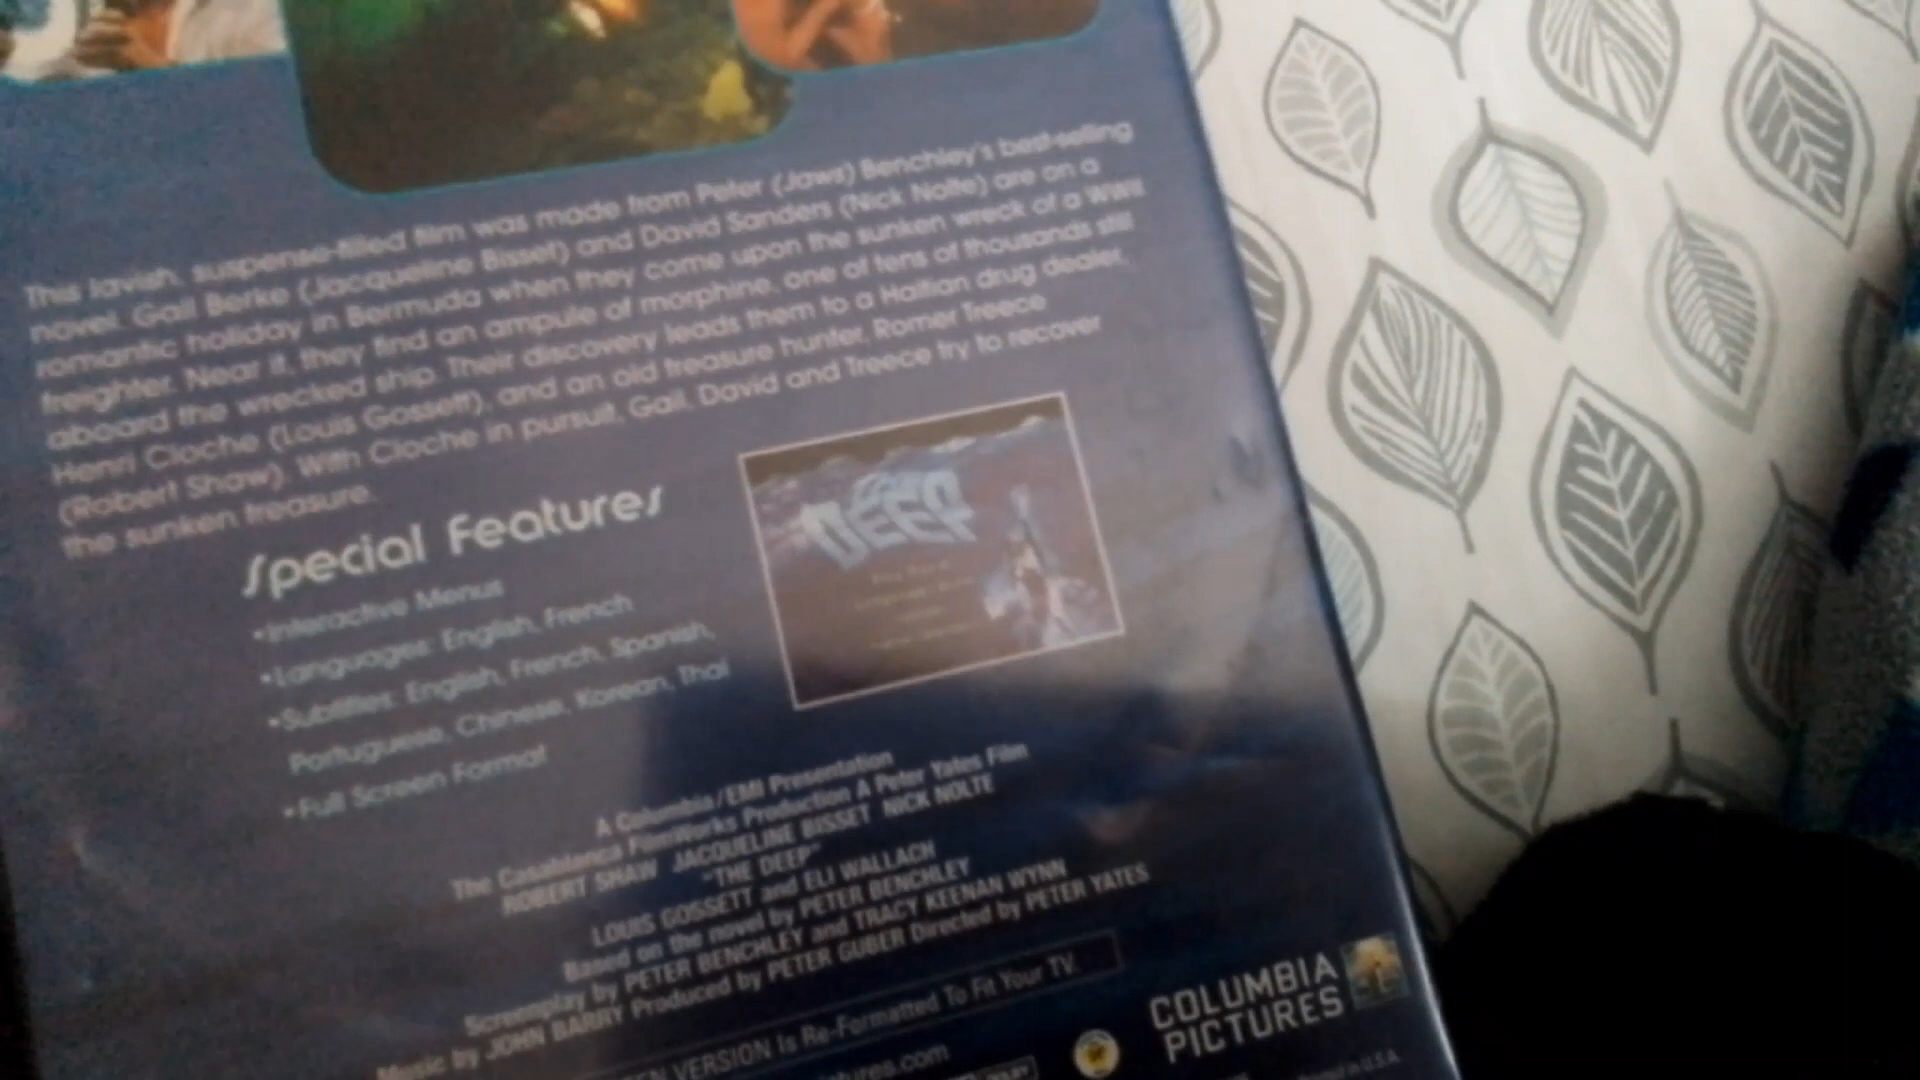 This lavish, suspense-filled film was made from Peter (Jaws) Benchley's best-selling
novel. Gail Berke (Jacqueline Bisset) and David Sanders (Nick Nolte) are on a
romantic holiday in Bermuda when they come upon the sunken wreck of a WWII
freighter. Near it, they find an ampule of morphine, one of tens of thousands still
aboard the wrecked ship. Their discovery leads them to a Haitian drug dealer,
Henri Cloche (Louis Gossett), and an old treasure hunter, Romer Treece
(Robert Shaw). With Cloche in pursuit, Gail, David and Treece try to recover
the sunken treasure.
Special Features
•Interactive Menus
•Languages: English, French
•Subtitles: English, French, Spanish,
Portuguese, Chinese, Korean, Thai
•Full Screen Format
THE
DEEP
A Columbia/EMI Presentation
The Casablanca FilmWorks Production A Peter Yates Film
ROBERT SHAW JACQUELINE BISSET NICK NOLTE
"THE DEEP"
LOUIS GOSSETT and ELI WALLACH
Based on the novel by PETER BENCHLEY
Screenplay by PETER BENCHLEY and TRACY KEENAN WYNN
Music by JOHN BARRY Produced by PETER GUBER Directed by PETER YATES
VERSION Is Re-Formatted To Fit Your TV.
COLUMBIA
PICTURES
Printed in U.S.A.